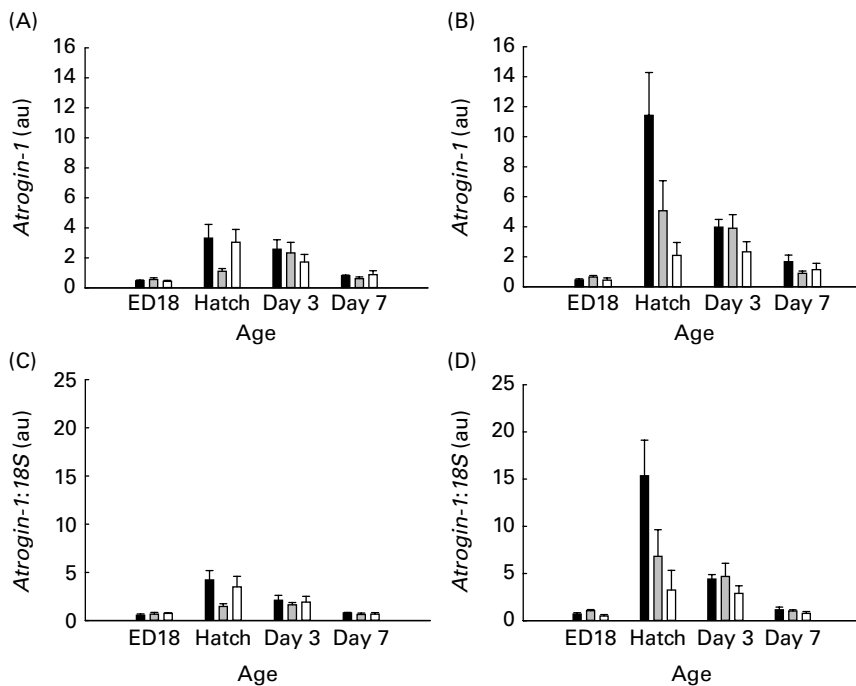 (A)
16
14
12
10
8
6
4
2
0
Atrogin-1 (au)
ED18 Hatch Day 3 Day 7
Age
(B)
16
14
12
10
8
6
4
2
0
Atrogin-1 (au)
ED18 Hatch Day 3 Day 7
Age
(C)
25
20
15
10
5
0
Atrogin-1:18S (au)
ED18 Hatch Day 3 Day 7
Age
(D)
25
20
15
10
5
0
Atrogin-1:18S (au)
ED18 Hatch Day 3 Day 7
Age